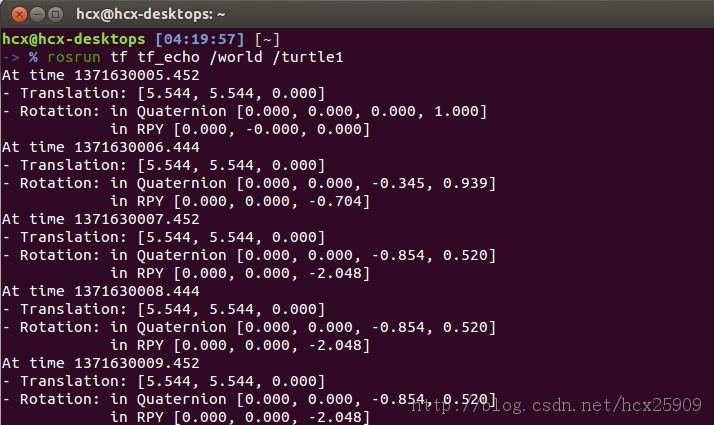 hcx@hcx-desktops: ~
hcx@hcx-desktops [04:19:57] [~]
-> % rosrun tf tf_echo /world /turtle1
At time 1371630005.452
- Translation: [5.544, 5.544, 0.000]
- Rotation: in Quaternion [0.000, 0.000, 0.000, 1.000]
in RPY [0.000, -0.000, 0.000]
At time 1371630006.444
- Translation: [5.544, 5.544, 0.000]
- Rotation: in Quaternion [0.000, 0.000, -0.345, 0.939]
in RPY [0.000, 0.000, -0.704]
At time 1371630007.452
- Translation: [5.544, 5.544, 0.000]
- Rotation: in Quaternion [0.000, 0.000, -0.854, 0.520]
in RPY [0.000, 0.000, -2.048]
At time 1371630008.444
- Translation: [5.544, 5.544, 0.000]
- Rotation: in Quaternion [0.000, 0.000, -0.854, 0.520]
in RPY [0.000, 0.000, -2.048]
At time 1371630009.452
- Translation: [5.544, 5.544, 0.000]
- Rotation: in Quaternion [0.000, 0.000, -0.854, 0.520]
http://blog.csdn.net/hcx25909
in RPY [0.000, 0.000, -2.048]